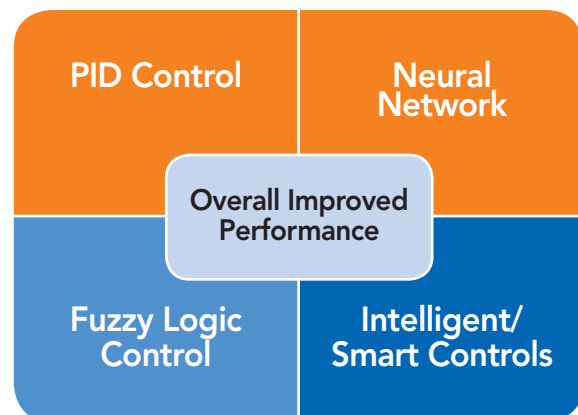 PID Control
Neural
Network
Overall Improved
Performance
Fuzzy Logic
Control
Intelligent/
Smart Controls